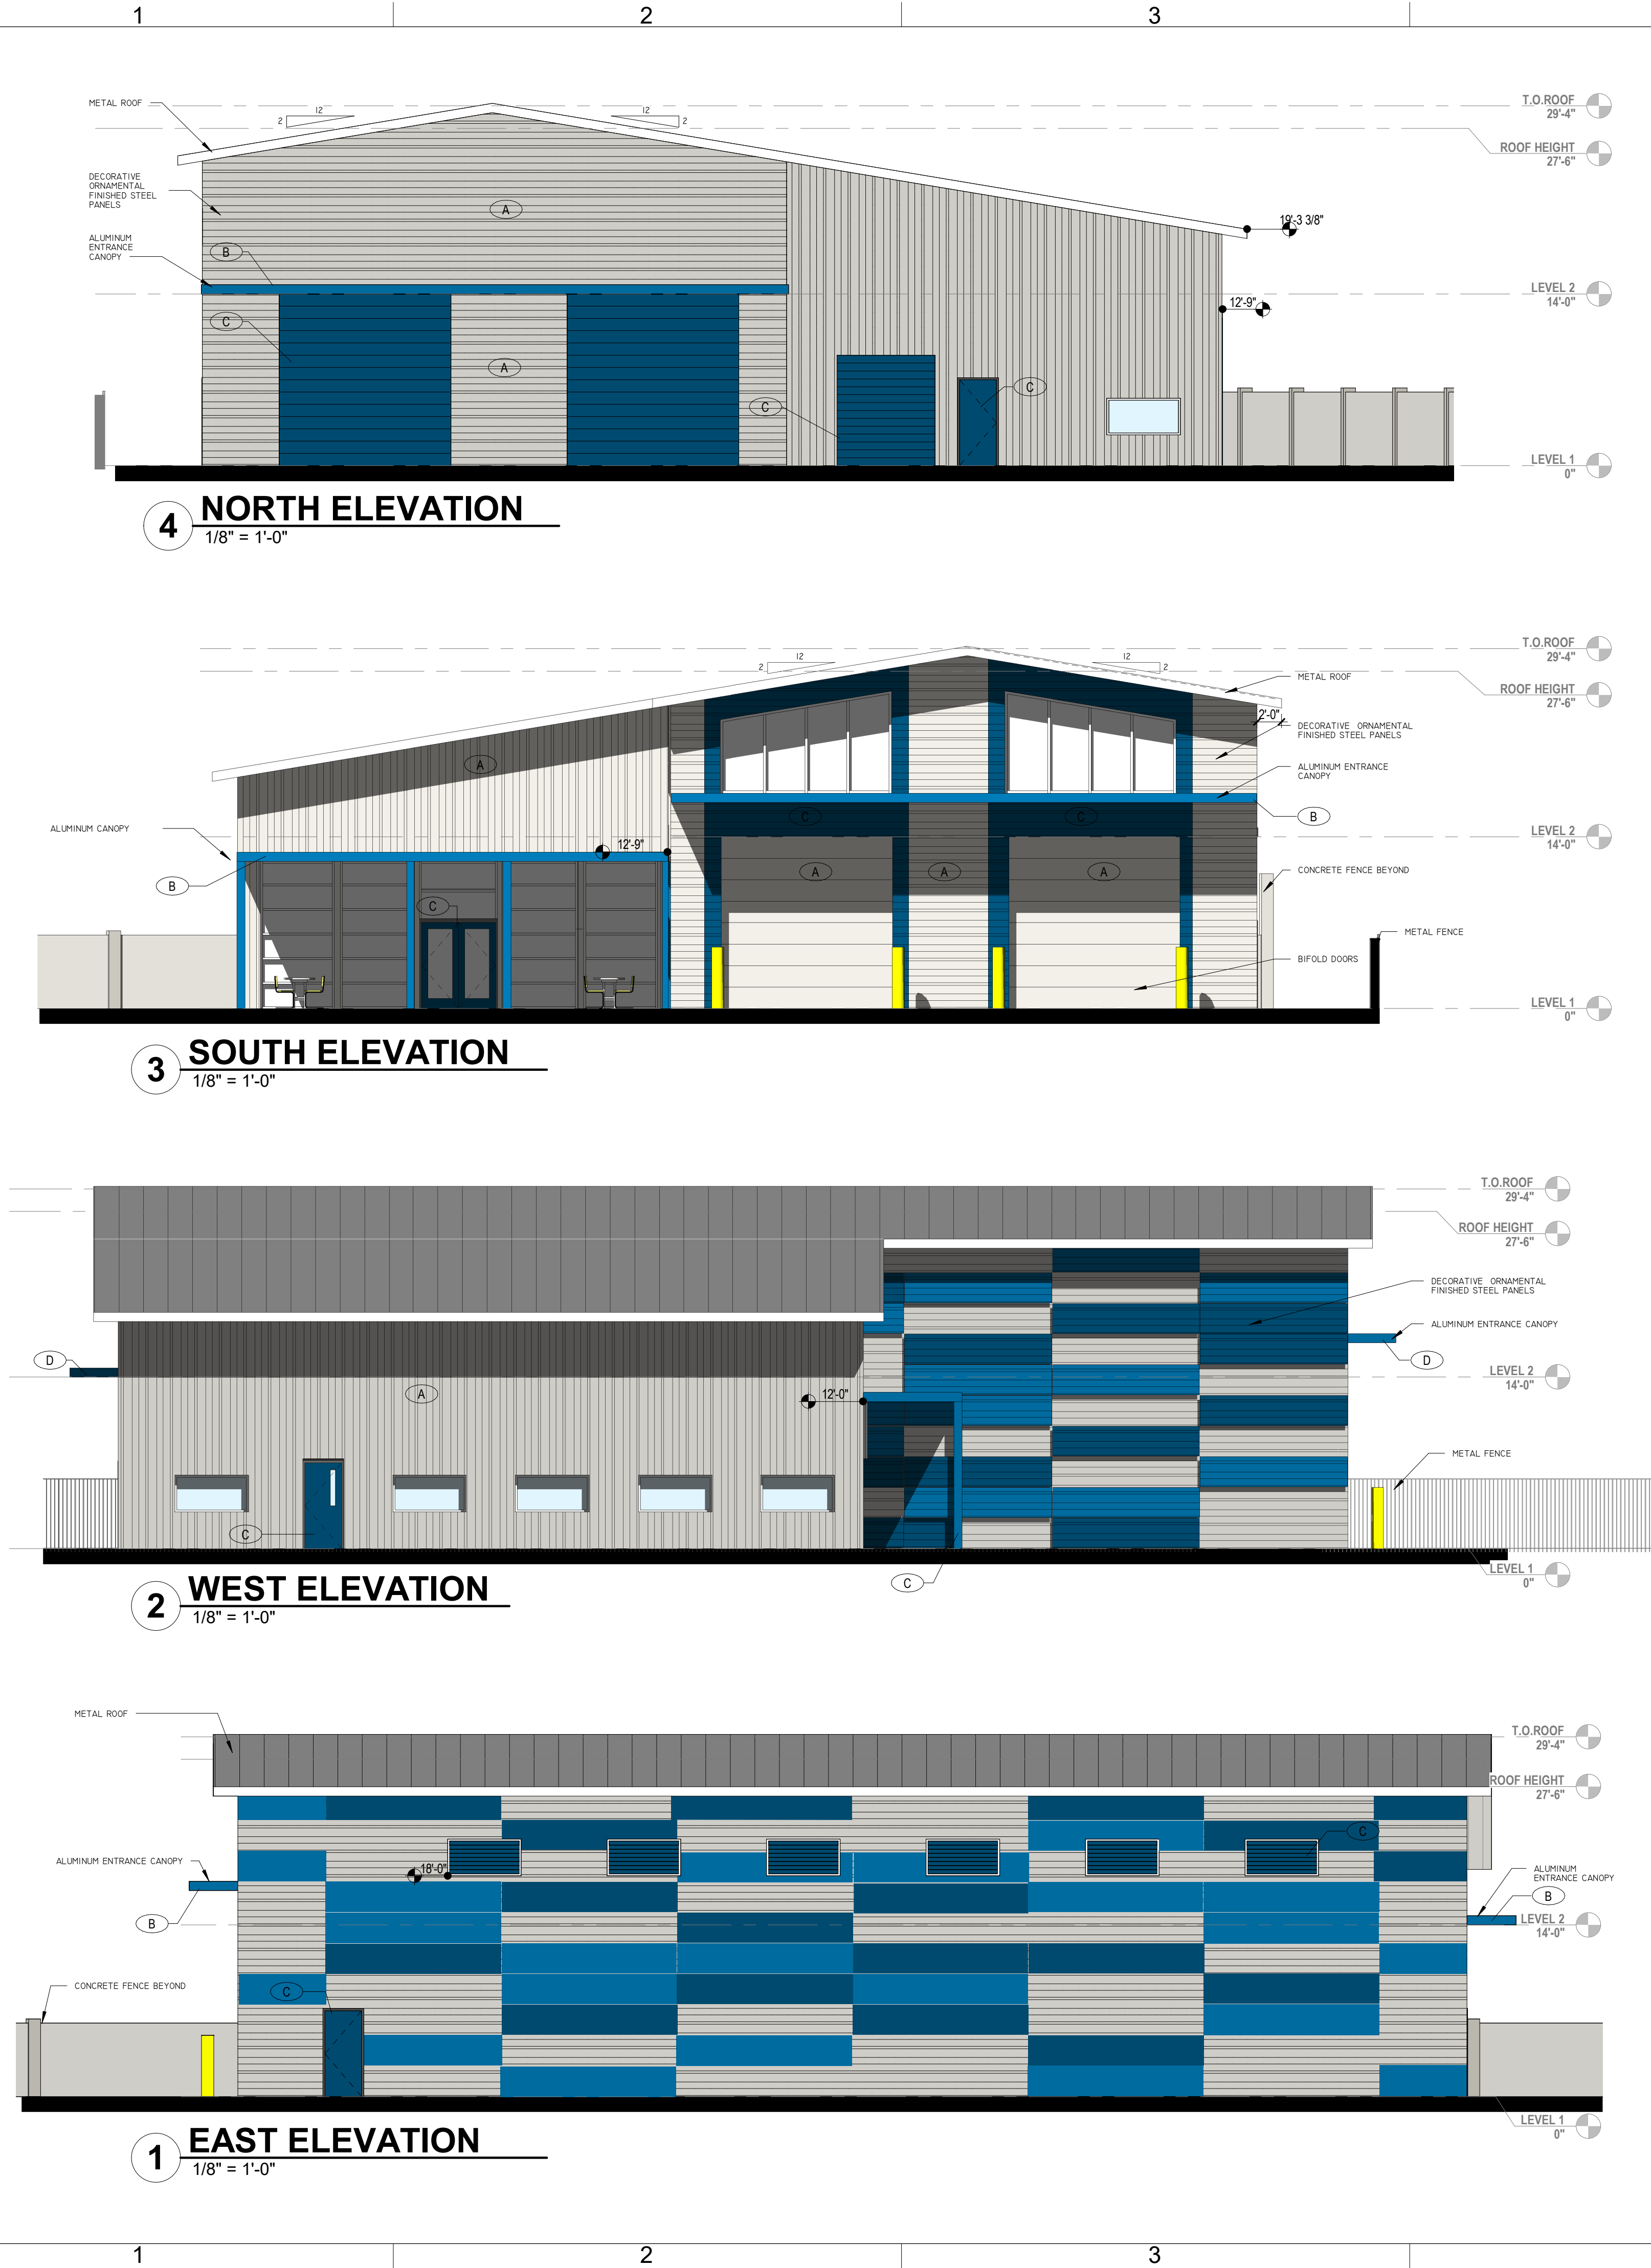 1 2 3
METAL ROOF
12
2
12
2
T.O.ROOF
29'-4"
ROOF HEIGHT
27'-6"
DECORATIVE
ORNAMENTAL
FINISHED STEEL
PANELS
A
19'-3 3/8"
ALUMINUM
ENTRANCE
CANOPY
B
LEVEL 2
14'-0"
12'-9"
C
A
C
C
LEVEL 1
0"
4 NORTH ELEVATION
1/8" = 1'-0"
T.O.ROOF
29'-4"
12
2
12
2
METAL ROOF
ROOF HEIGHT
27'-6"
2'-0"
DECORATIVE ORNAMENTAL
FINISHED STEEL PANELS
A
ALUMINUM ENTRANCE
CANOPY
C
C
B
ALUMINUM CANOPY
LEVEL 2
14'-0"
12'-9"
A
A
A
CONCRETE FENCE BEYOND
B
C
METAL FENCE
BIFOLD DOORS
LEVEL 1
0"
3 SOUTH ELEVATION
1/8" = 1'-0"
T.O.ROOF
29'-4"
ROOF HEIGHT
27'-6"
DECORATIVE ORNAMENTAL
FINISHED STEEL PANELS
ALUMINUM ENTRANCE CANOPY
D
D
LEVEL 2
14'-0"
A
12'-0"
METAL FENCE
C
LEVEL 1
0"
C
2 WEST ELEVATION
1/8" = 1'-0"
METAL ROOF
T.O.ROOF
29'-4"
ROOF HEIGHT
27'-6"
C
ALUMINUM ENTRANCE CANOPY
18'-0"
ALUMINUM
ENTRANCE CANOPY
B
B
LEVEL 2
14'-0"
CONCRETE FENCE BEYOND
C
LEVEL 1
0"
1 EAST ELEVATION
1/8" = 1'-0"
1 2 3